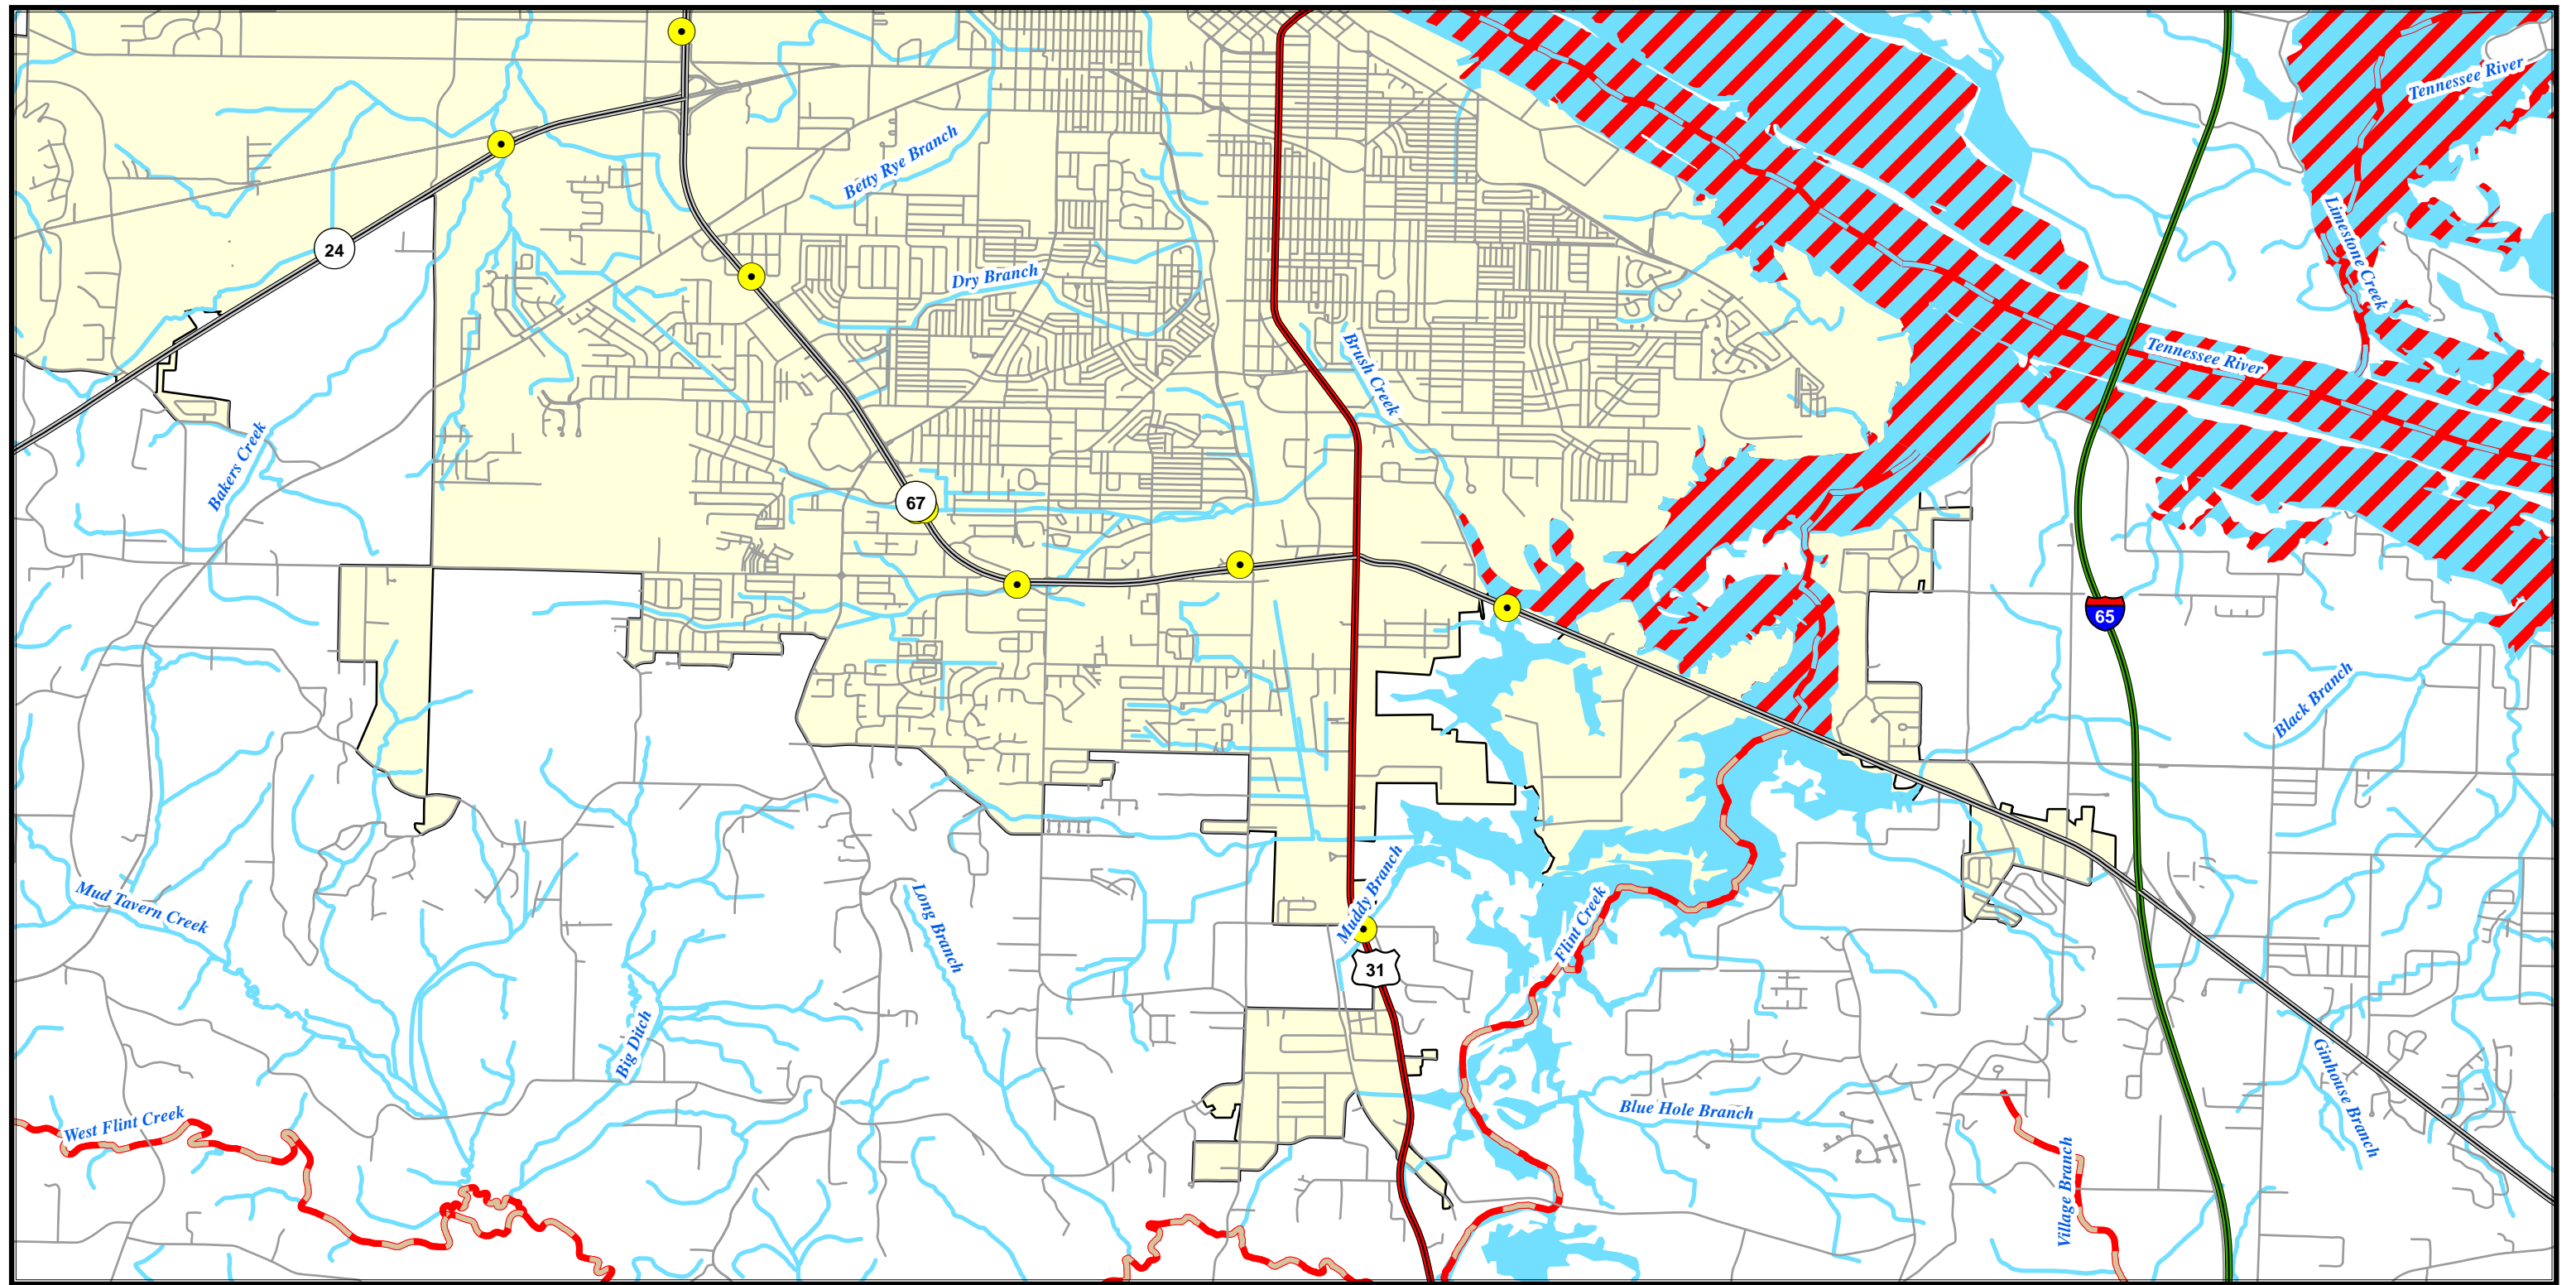 Tennessee River
Betty Rye Branch
Limestone Creek
24
Dry Branch
Brush Creek
Tennessee River
Bakers Creek
67
65
Black Branch
Mud Tavern Creek
Long Branch
Muddy Branch
Flint Creek
31
Big Ditch
Ginhouse Branch
West Flint Creek
Blue Hole Branch
Village Branch